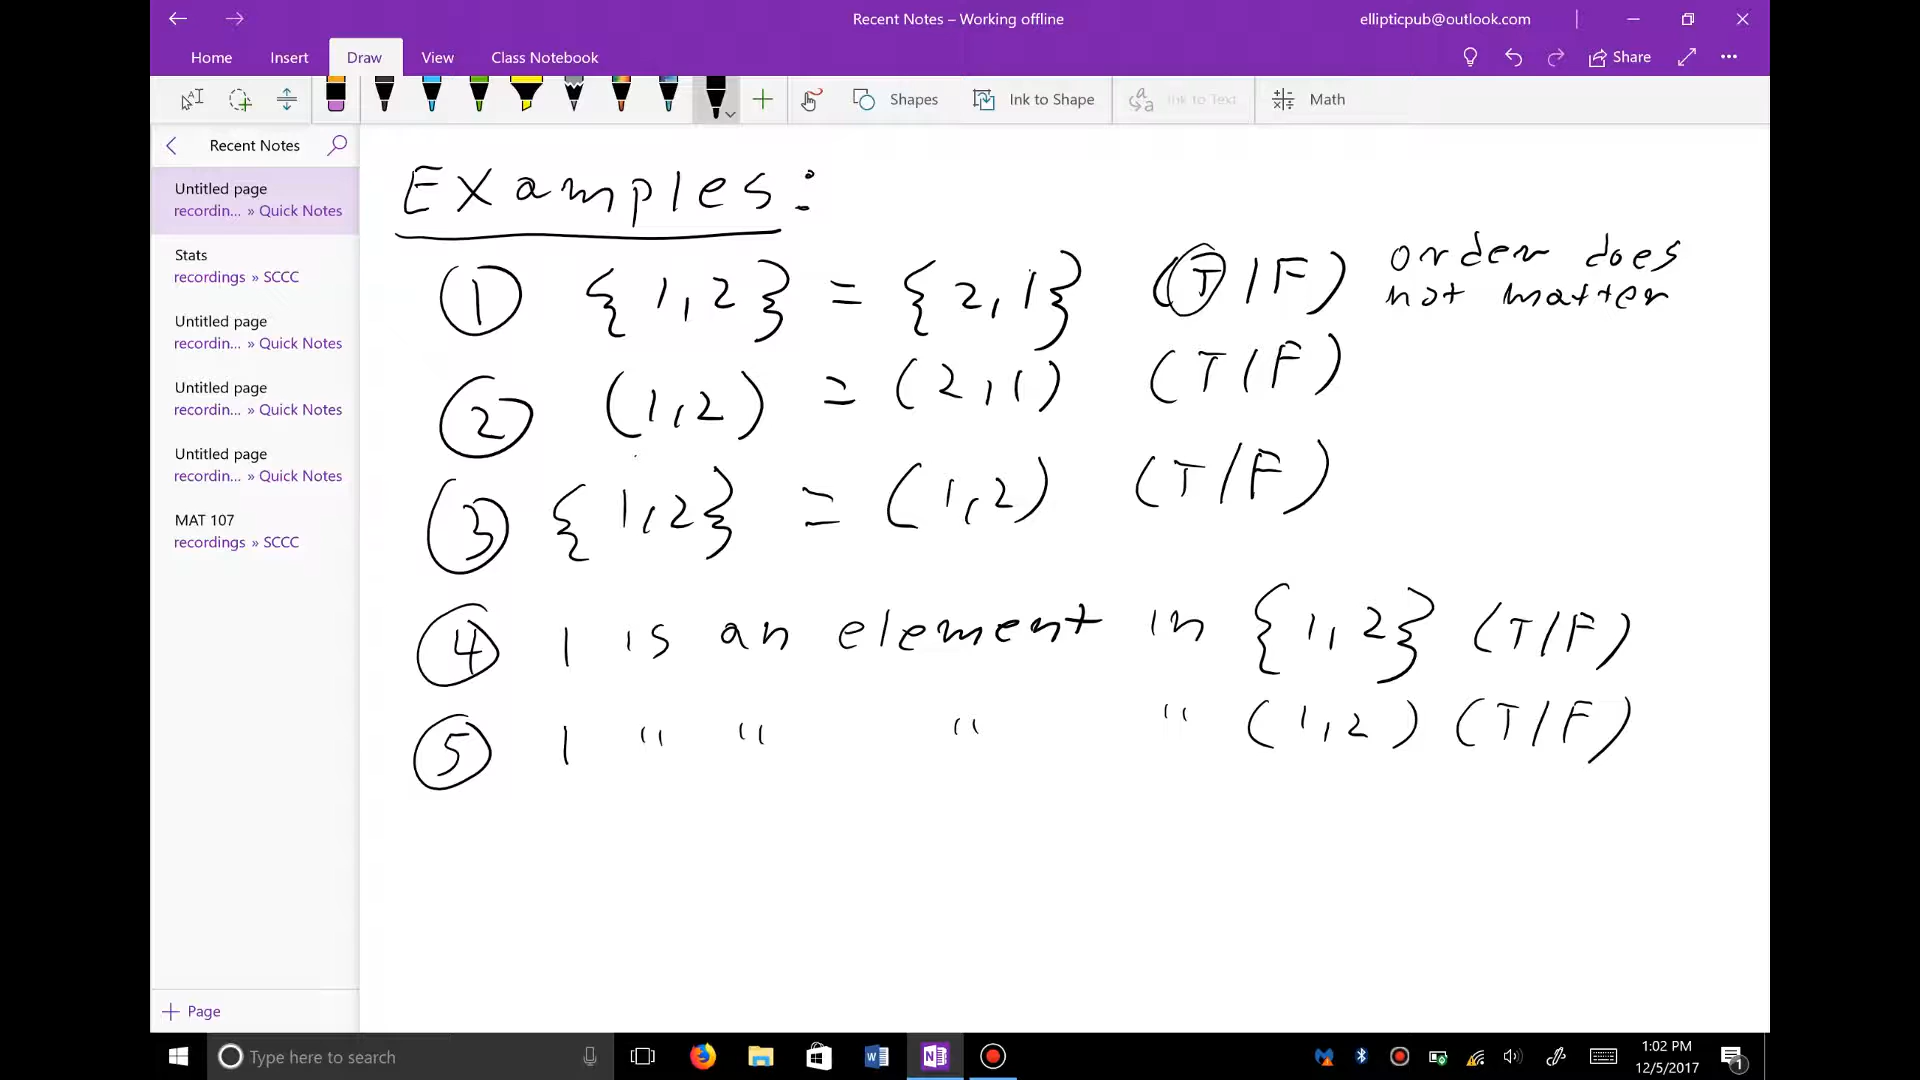 Recent Notes – Working offline
ellipticpub@outlook.com
Home Insert Draw View Class Notebook
Share
Shapes
Ink to Shape
Ink to Text
Math
Recent Notes
Untitled page
recordin... » Quick Notes
Stats
recordings » SCCC
Untitled page
recordin... » Quick Notes
Untitled page
recordin... » Quick Notes
Untitled page
recordin... » Quick Notes
MAT 107
recordings » SCCC
+ Page
Examples:
① {1,2} = {2,1} (T/F) order does
not matter
② (1,2) = (2,1) (T/F)
③ {1,2} = (1,2) (T/F)
④ 1 is an element in {1,2} (T/F)
⑤ 1 " " " " (1,2) (T/F)
Type here to search
1:02 PM
12/5/2017
1